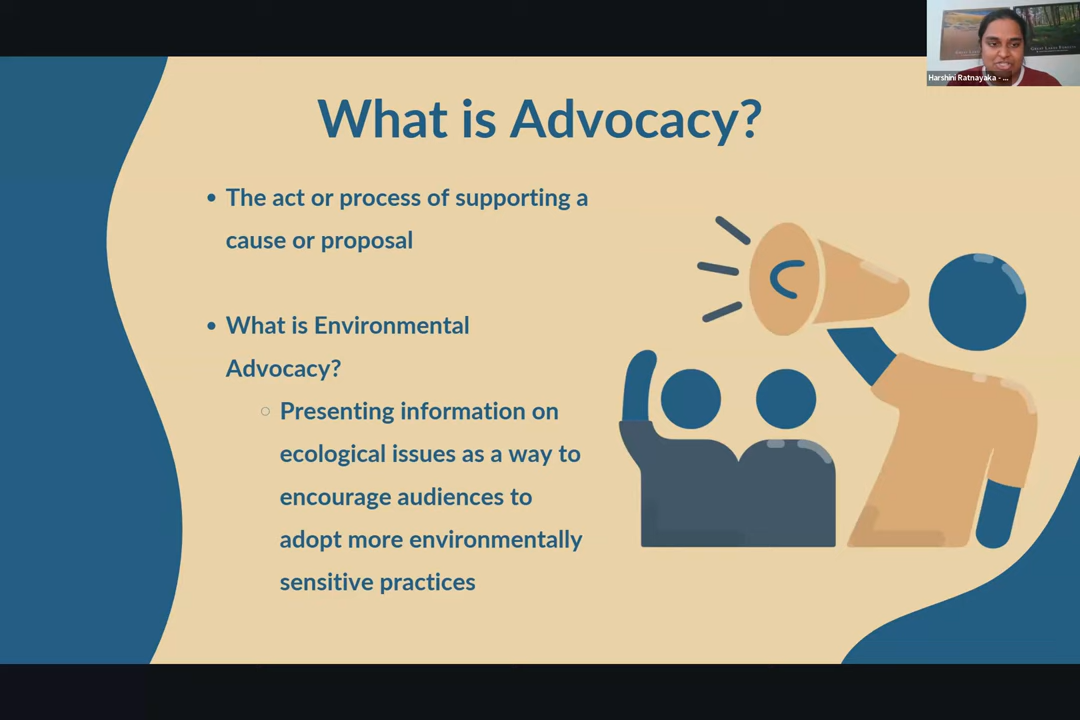 Harshini Ratnayaka - ...
What is Advocacy?
• The act or process of supporting a
cause or proposal
• What is Environmental
Advocacy?
○ Presenting information on
ecological issues as a way to
encourage audiences to
adopt more environmentally
sensitive practices